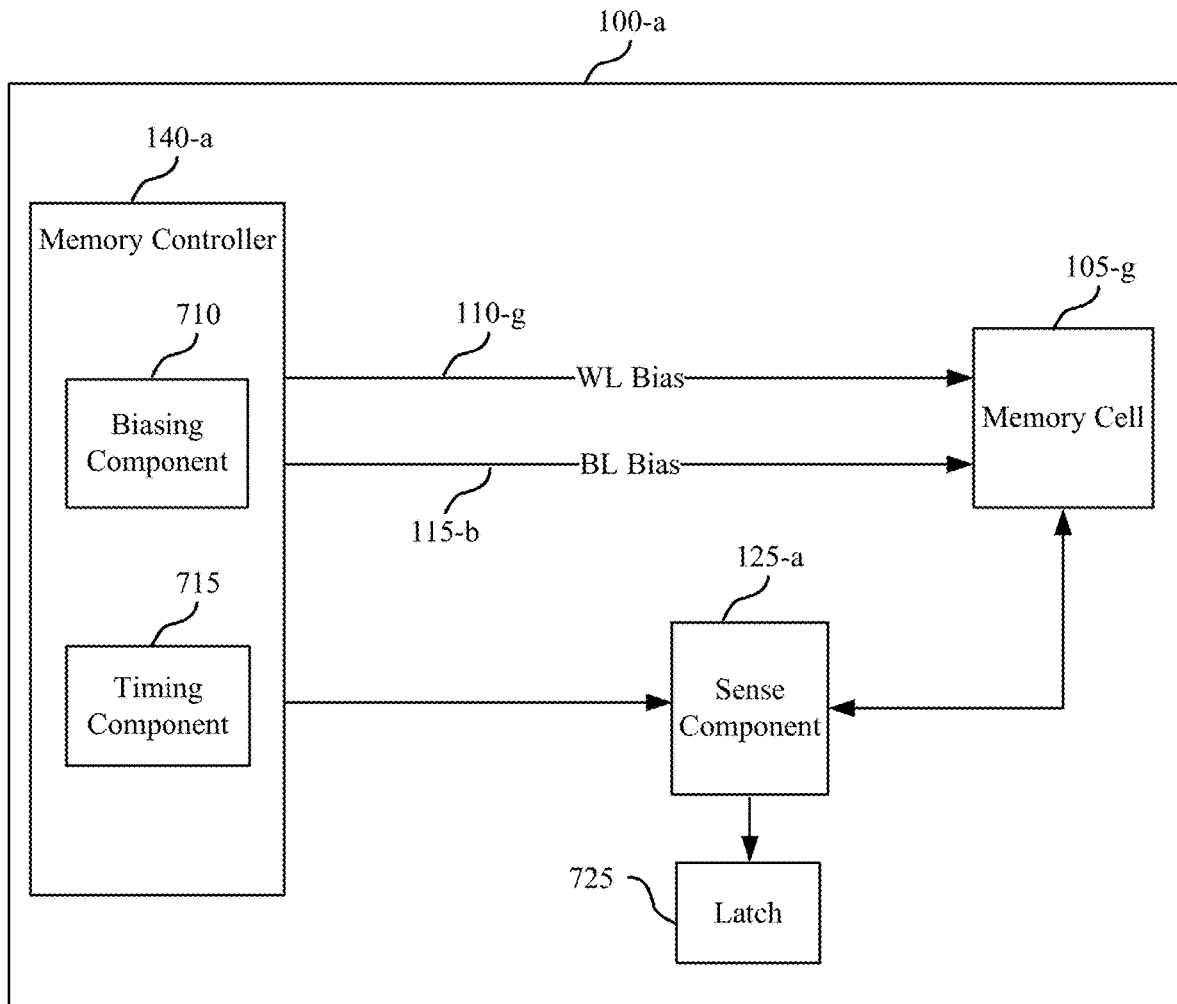 100-a
140-a
Memory Controller
105-g
710
110-g
WL Bias
Biasing
Component
Memory Cell
BL Bias
115-b
715
125-a
Timing
Component
Sense
Component
725
Latch